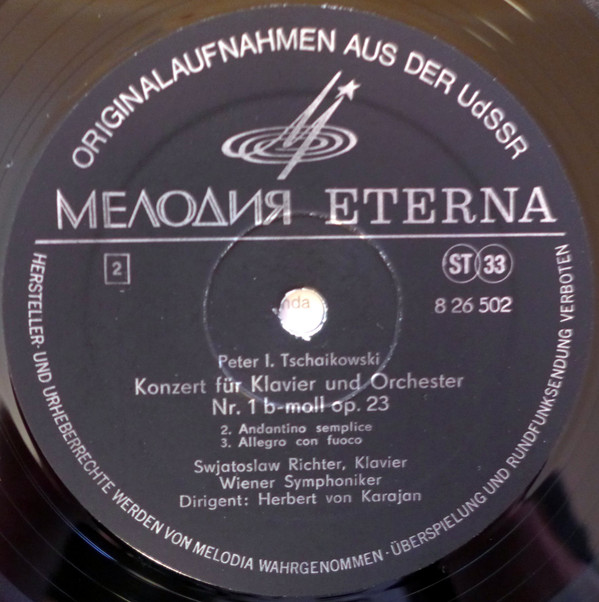 ORIGINALAUFNAHMEN AUS DER UdSSR
МЕЛОДИЯ ETERNA
2
ST 33
8 26 502
nda
Peter I. Tschaikowski
Konzert für Klavier und Orchester
Nr. 1 b-moll op. 23
2. Andantino semplice
3. Allegro con fuoco
Swjatoslaw Richter, Klavier
Wiener Symphoniker
Dirigent: Herbert von Karajan
HERSTELLER- UND URHEBERRECHTE WERDEN VON MELODIA WAHRGENOMMEN · ÜBERSPIELUNG UND RUNDFUNKSENDUNG VERBOTEN